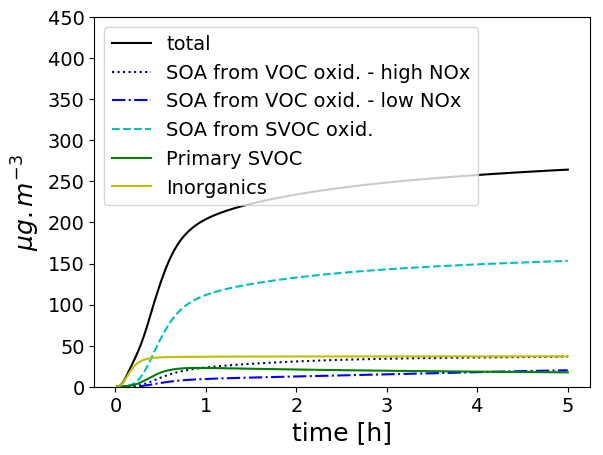 450
400
350
300
250
200
150
100
50
0
μg.m⁻³
total
SOA from VOC oxid. - high NOx
SOA from VOC oxid. - low NOx
SOA from SVOC oxid.
Primary SVOC
Inorganics
0 1 2 3 4 5
time [h]